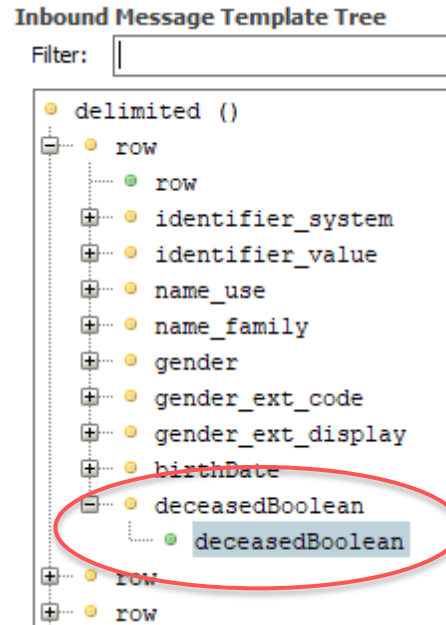 Inbound Message Template Tree
Filter:
delimited ()
row
row
identifier_system
identifier_value
name_use
name_family
gender
gender_ext_code
gender_ext_display
birthDate
deceasedBoolean
deceasedBoolean
row
row